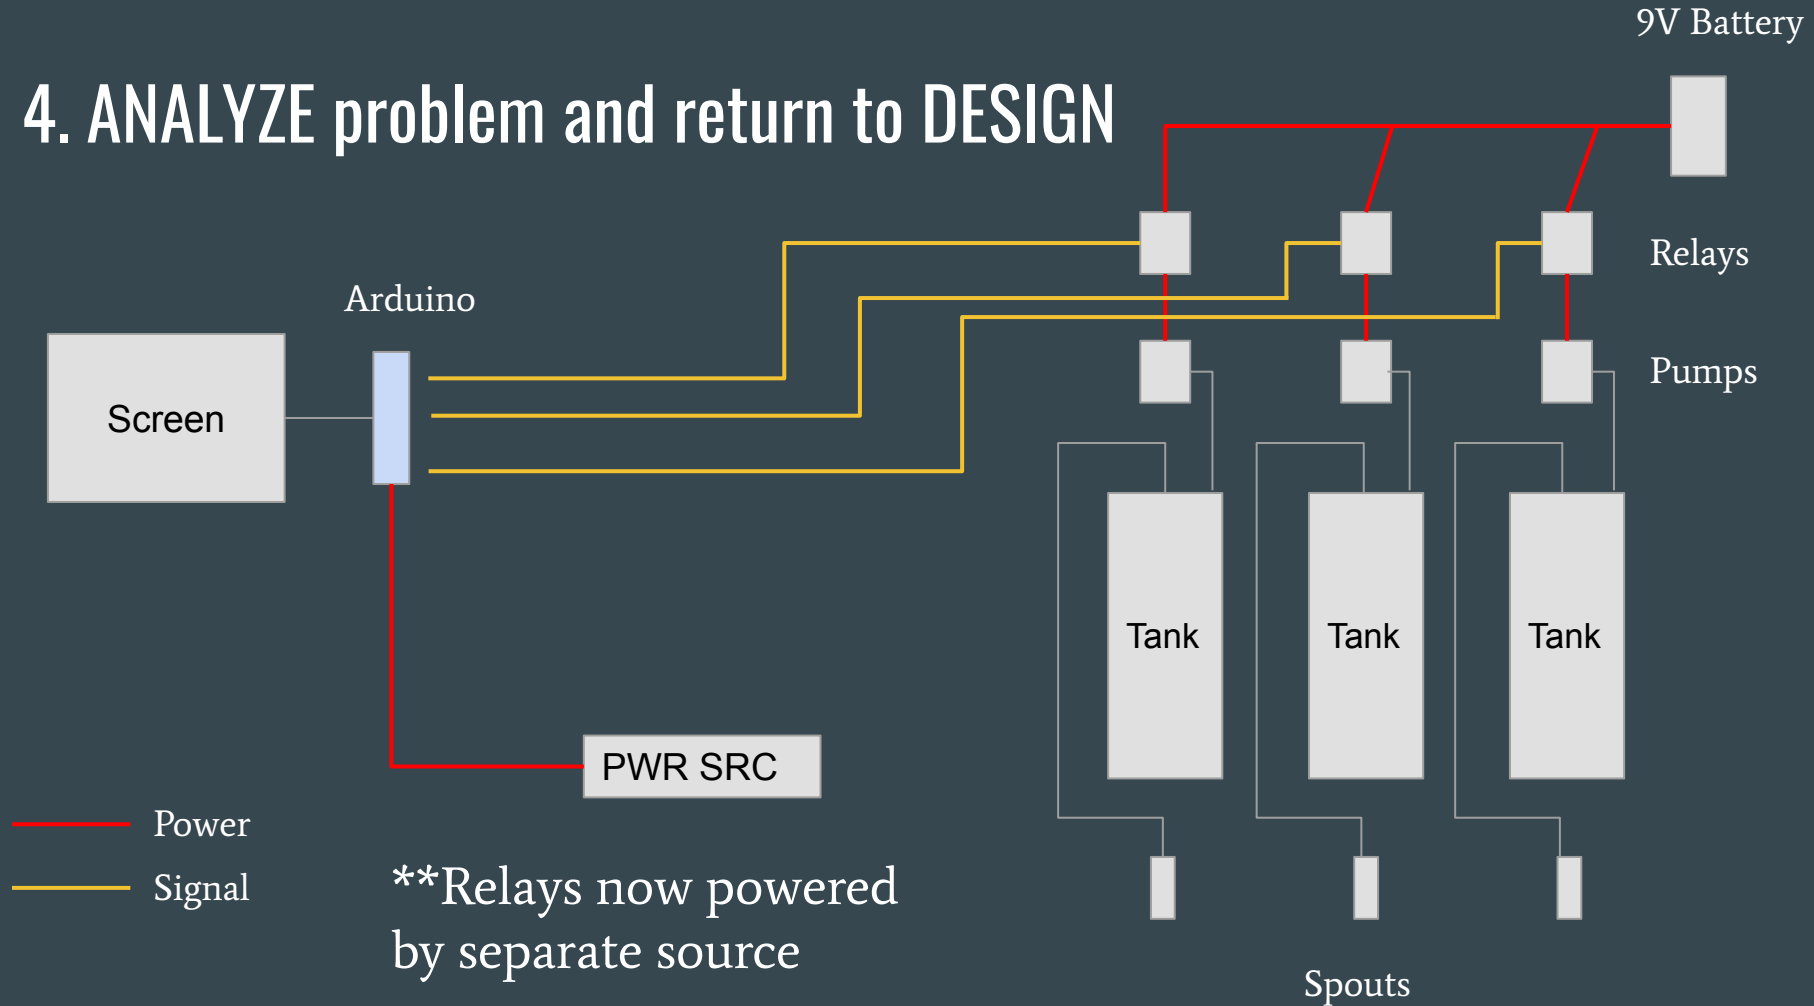 9V Battery
4. ANALYZE problem and return to DESIGN
Relays
Arduino
Pumps
Screen
Tank
Tank
Tank
PWR SRC
Power
Signal
**Relays now powered
by separate source
Spouts